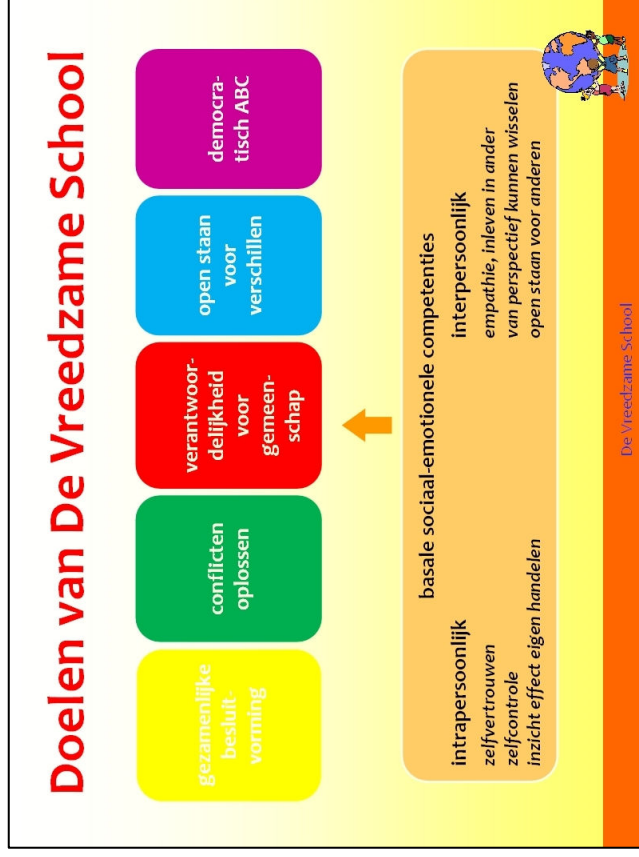 Doelen van De Vreedzame School
gezamenlijke
besluit-
vorming
conflicten
oplossen
verantwoor-
delijkheid
voor
gemeen-
schap
open staan
voor
verschillen
democra-
tisch ABC
basale sociaal-emotionele competenties
intrapersoonlijk
zelfvertrouwen
zelfcontrole
inzicht effect eigen handelen
interpersoonlijk
empathie, inleven in ander
van perspectief kunnen wisselen
open staan voor anderen
De Vreedzame School